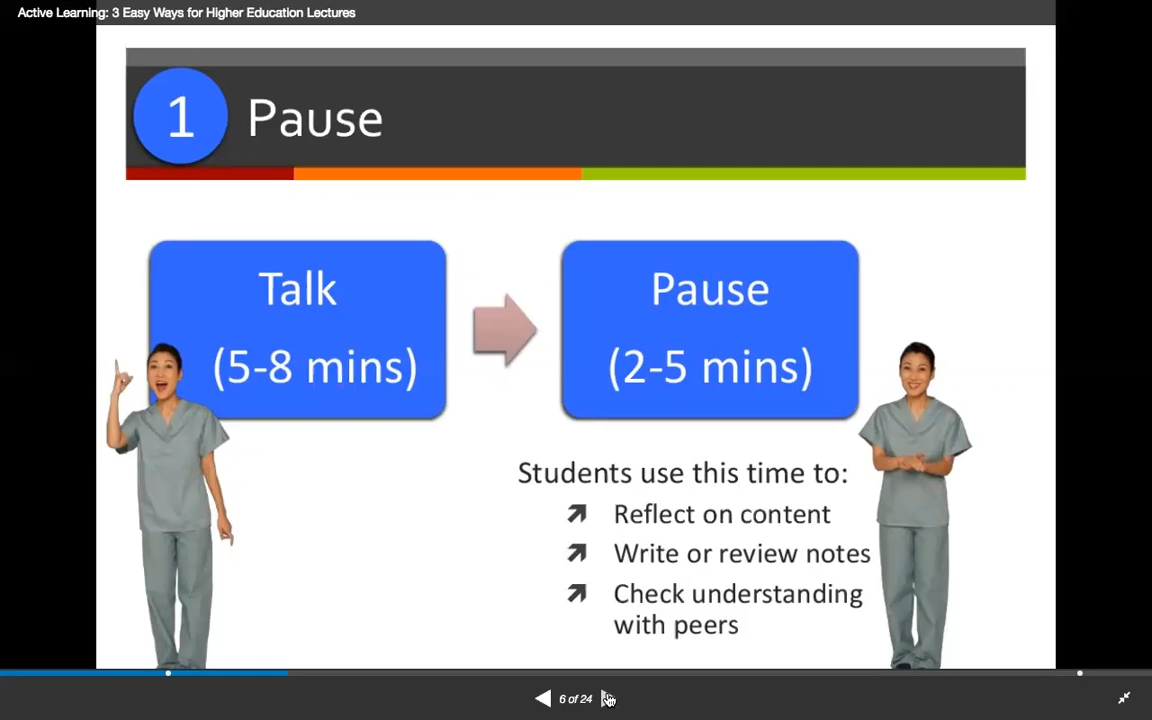 Active Learning: 3 Easy Ways for Higher Education Lectures
1 Pause
Talk
(5-8 mins)
Pause
(2-5 mins)
Students use this time to:
Reflect on content
Write or review notes
Check understanding
with peers
6 of 24